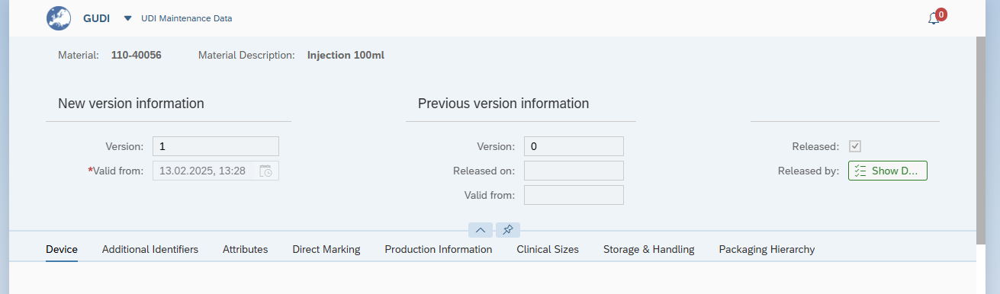 GUDI UDI Maintenance Data 0
Material: 110-40056 Material Description: Injection 100ml
New version information Previous version information
Version: 1 Version: 0 Released:
*Valid from: 13.02.2025, 13:28 Released on: Released by: Show D...
Valid from:
Device Additional Identifiers Attributes Direct Marking Production Information Clinical Sizes Storage & Handling Packaging Hierarchy